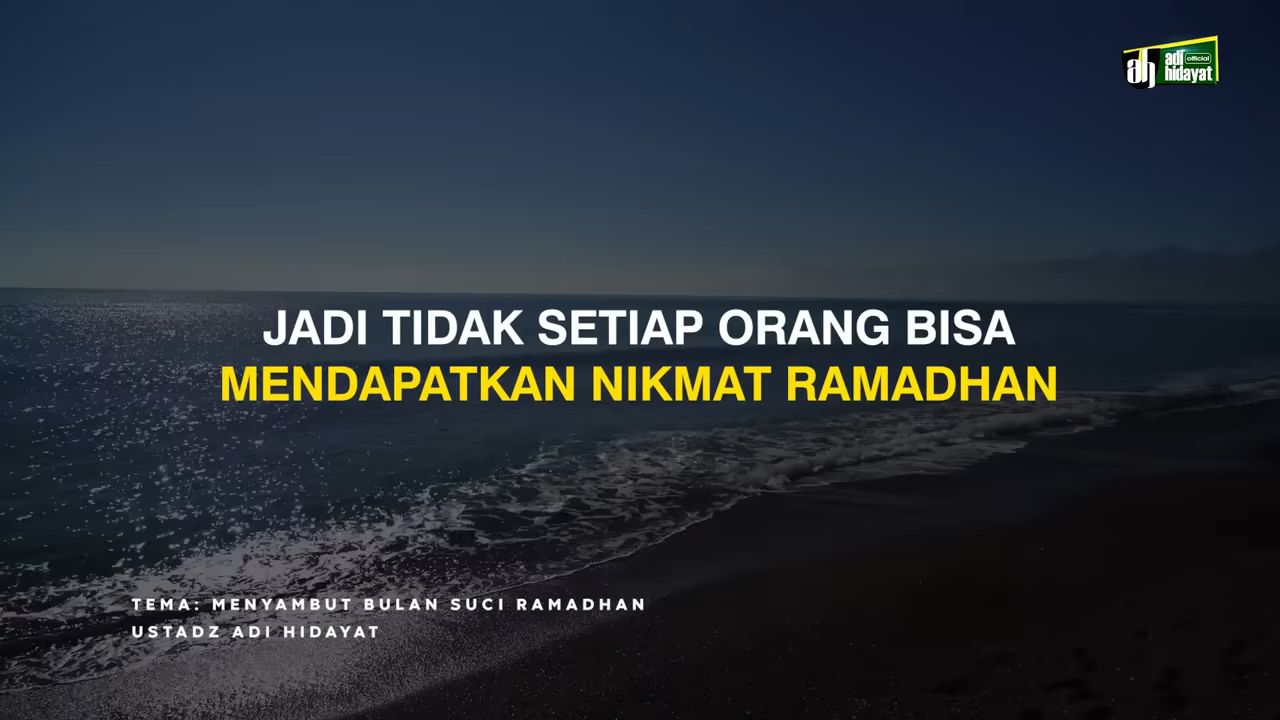 adi official
hidayat
JADI TIDAK SETIAP ORANG BISA
MENDAPATKAN NIKMAT RAMADHAN
TEMA: MENYAMBUT BULAN SUCI RAMADHAN
USTADZ ADI HIDAYAT